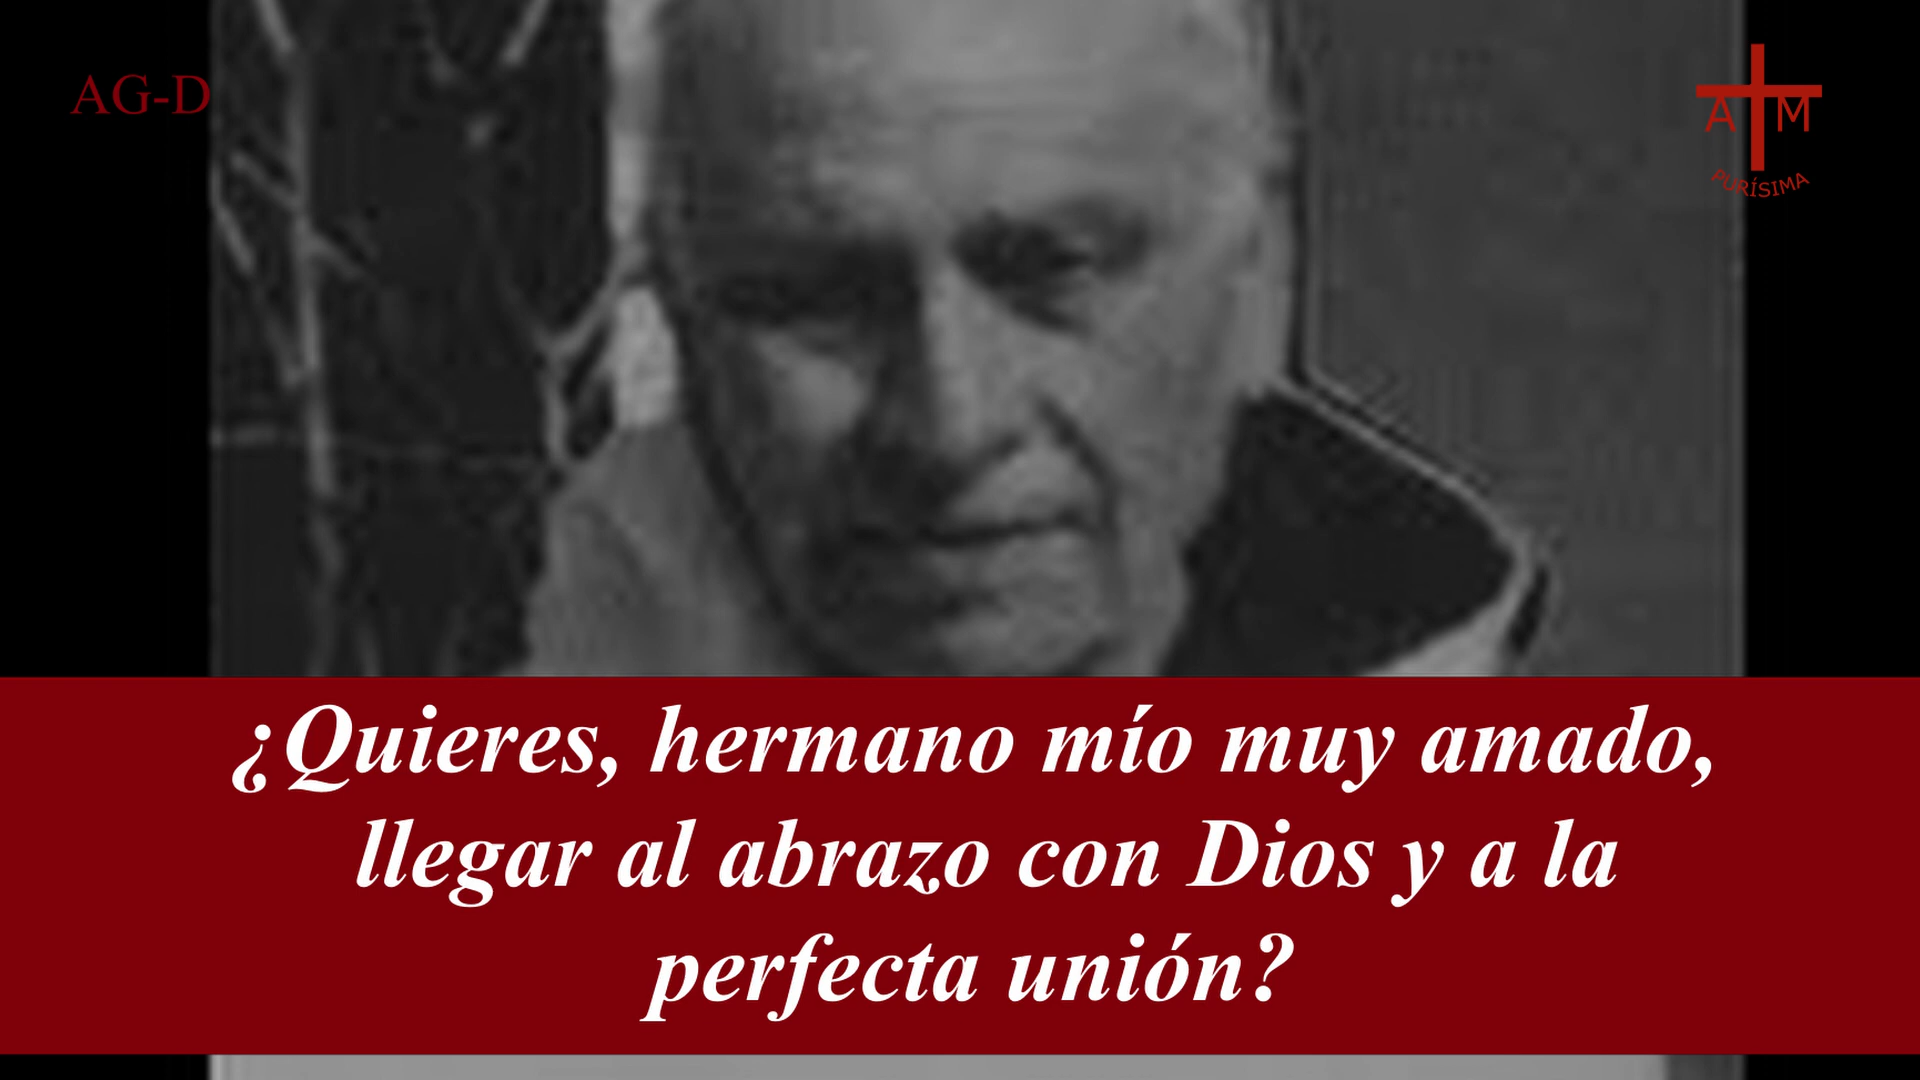 AG-D
A M
PURÍSIMA
¿Quieres, hermano mío muy amado,
llegar al abrazo con Dios y a la
perfecta unión?